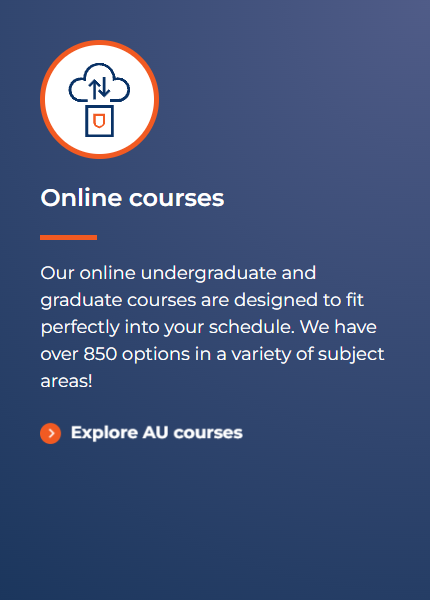 Online courses
Our online undergraduate and
graduate courses are designed to fit
perfectly into your schedule. We have
over 850 options in a variety of subject
areas!
Explore AU courses